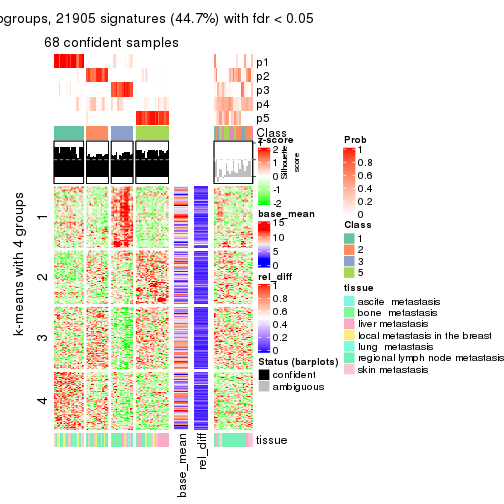 ogroups, 21905 signatures (44.7%) with fdr < 0.05
68 confident samples
p1
p2
p3
p4
p5
Class
z-score
2
1
0
-1
-2
Silhouette score
1
base_mean
15
10
5
0
rel_diff
1
0.8
0.6
0.4
0.2
0
Status (barplots)
confident
ambiguous
Prob
1
0.8
0.6
0.4
0.2
0
Class
1
2
3
5
tissue
ascile metastasis
bone metastasis
liver metastasis
local metastasis in the breast
lung metastasis
regional lymph node metastasis
skin metastasis
k-means with 4 groups
1
2
3
4
tissue
base_mean
rel_diff